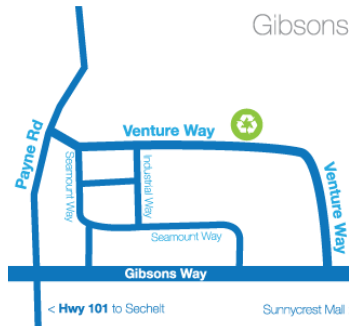 Gibsons
Venture Way
Payne Rd
Seamount Way
Industrial Way
Venture Way
Seamount Way
Gibsons Way
< Hwy 101 to Sechelt
Sunnycrest Mall